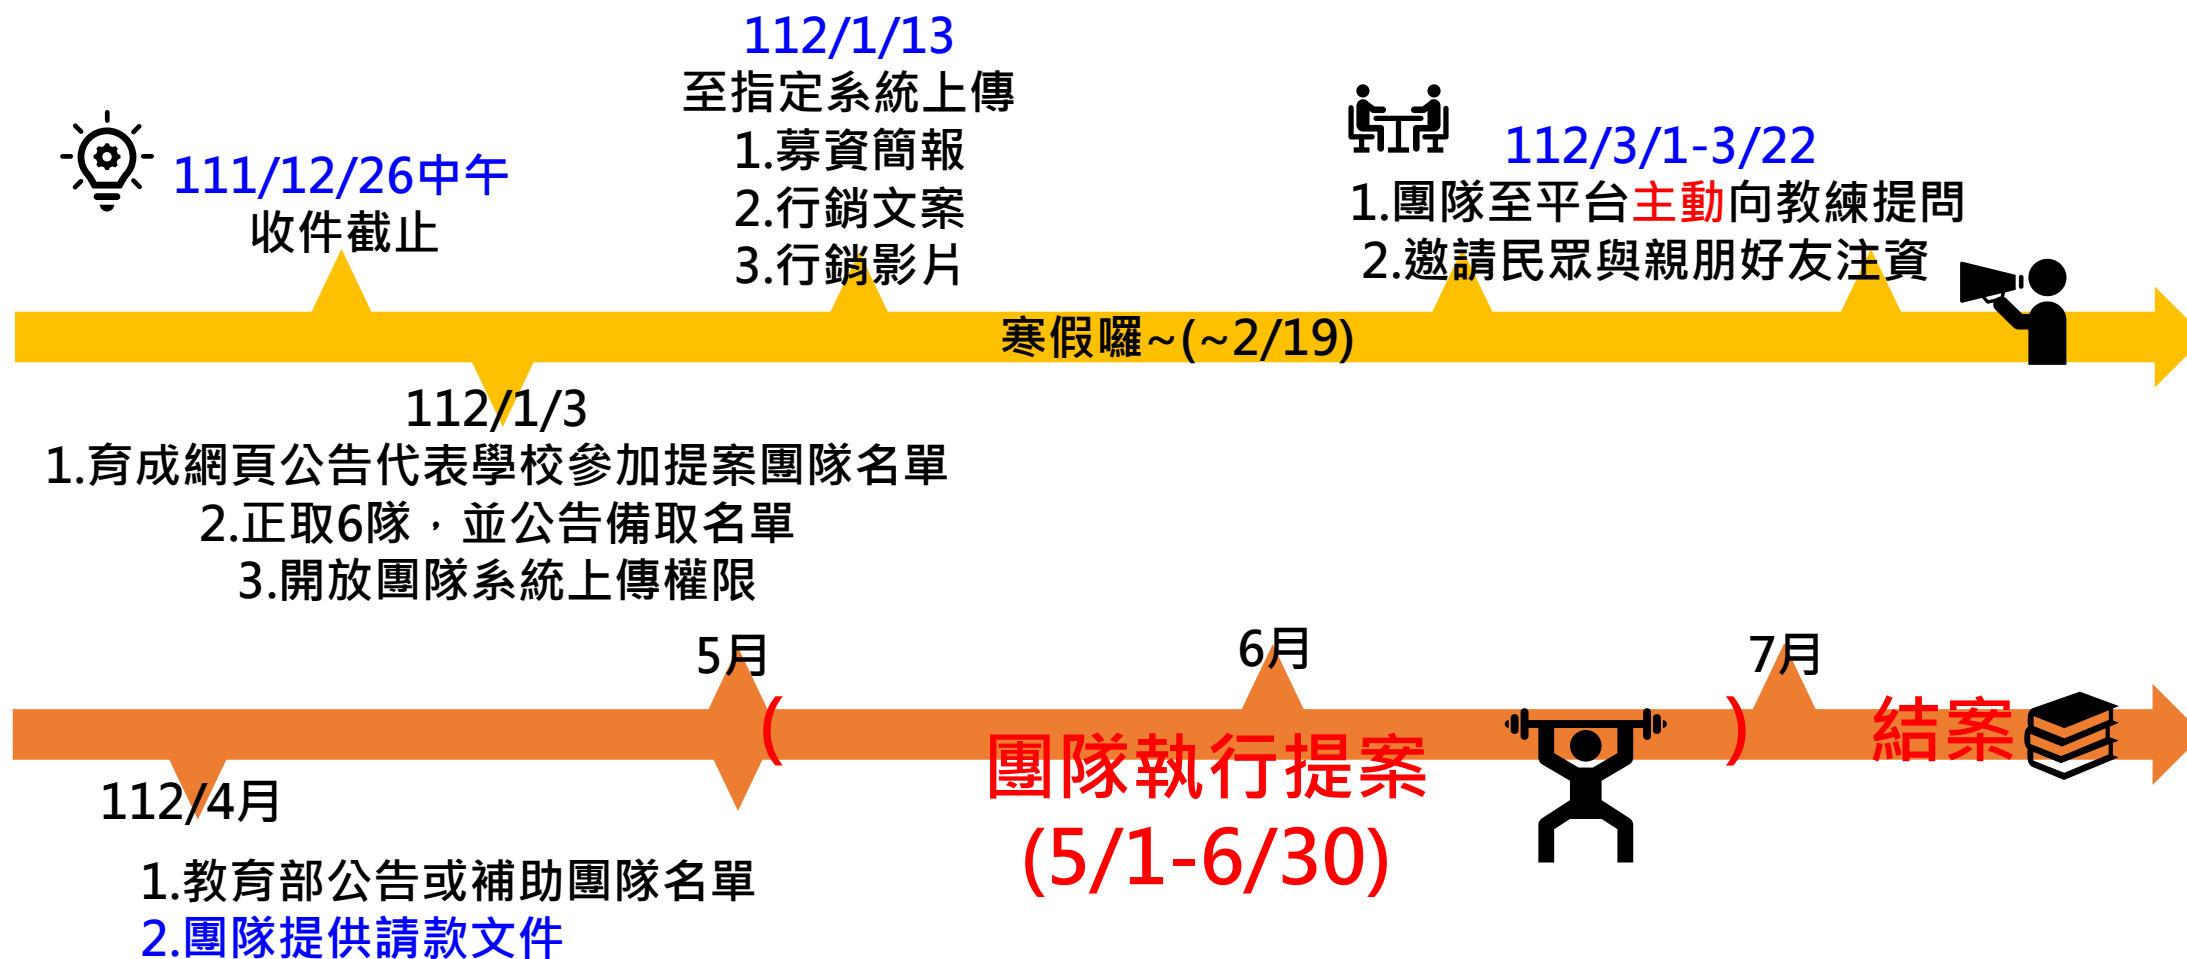 111/12/26中午
收件截止
112/1/13
至指定系統上傳
1.募資簡報
2.行銷文案
3.行銷影片
112/3/1-3/22
1.團隊至平台主動向教練提問
2.邀請民眾與親朋好友注資
寒假囉~(~2/19)
112/1/3
1.育成網頁公告代表學校參加提案團隊名單
2.正取6隊，並公告備取名單
3.開放團隊系統上傳權限
5月
6月
7月
( ) 結案
團隊執行提案
(5/1-6/30)
112/4月
1.教育部公告或補助團隊名單
2.團隊提供請款文件